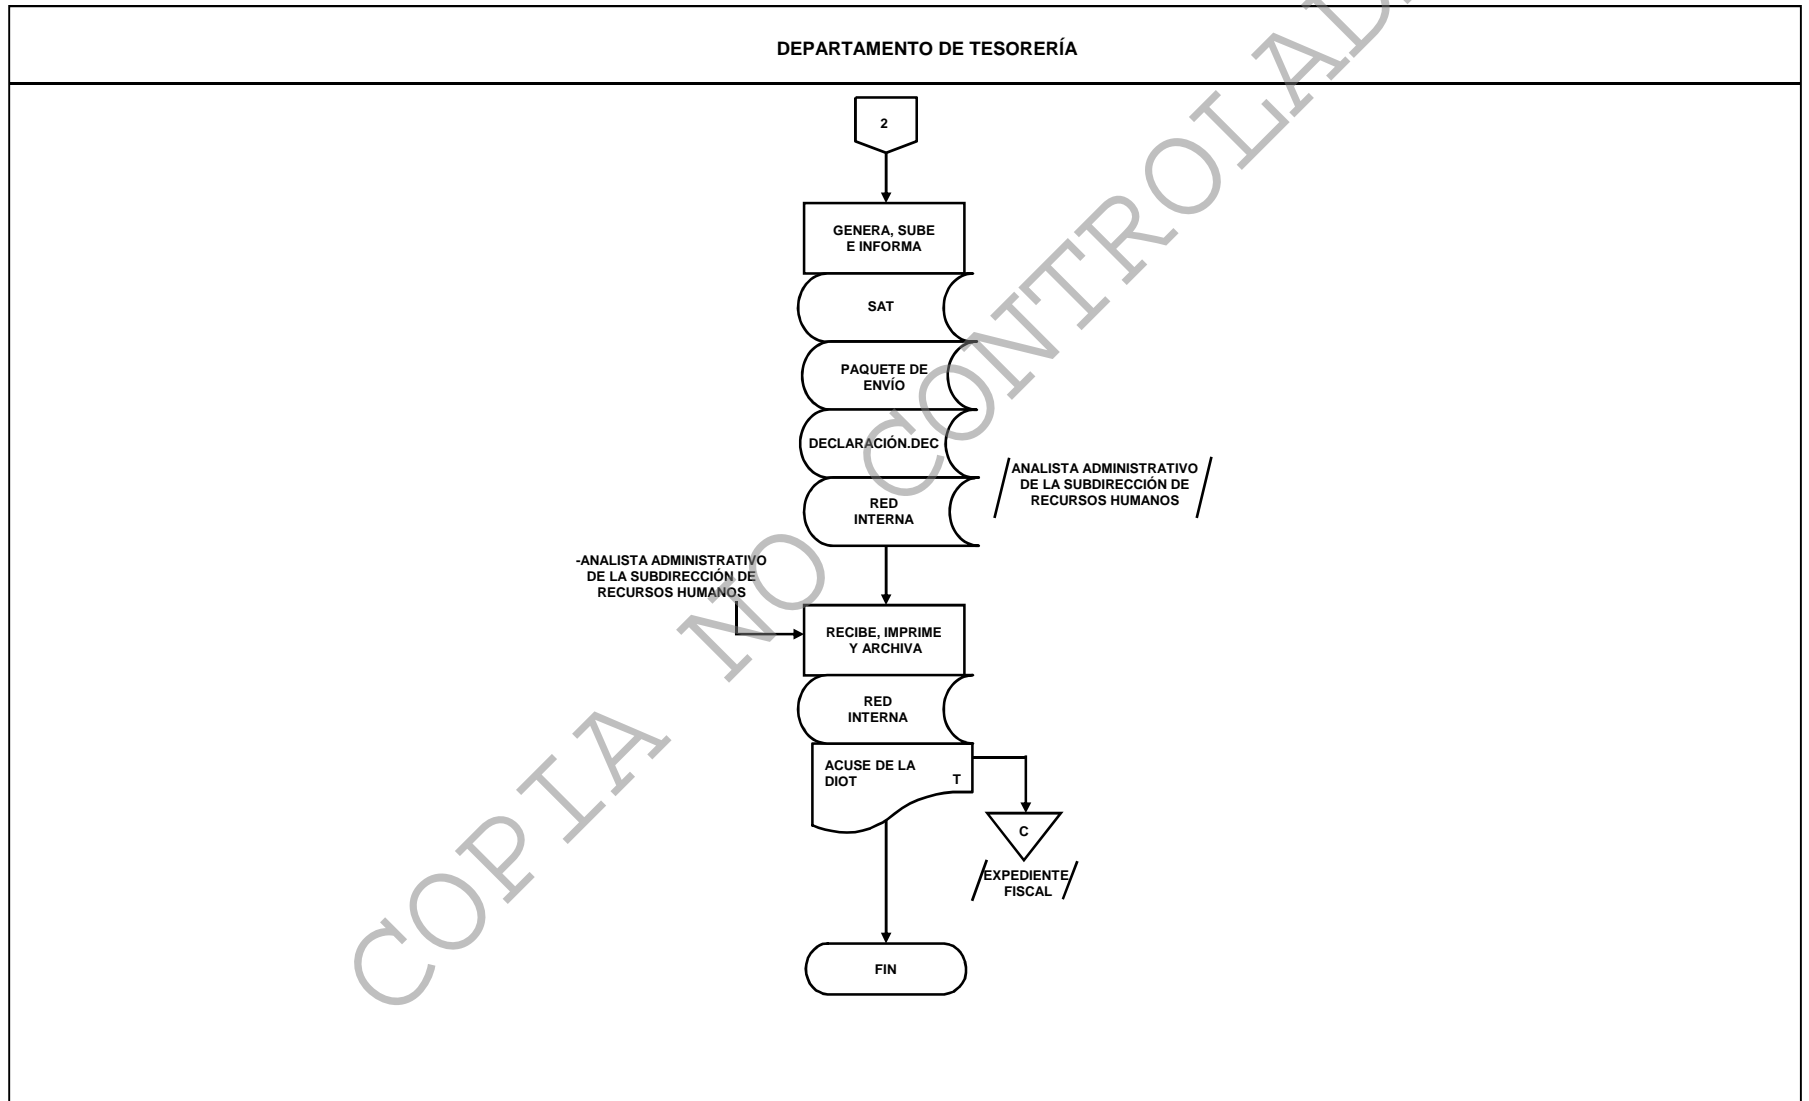 DEPARTAMENTO DE TESORERÍA
2
GENERA, SUBE
E INFORMA
SAT
PAQUETE DE
ENVÍO
DECLARACIÓN.DEC
RED
INTERNA
ANALISTA ADMINISTRATIVO
DE LA SUBDIRECCIÓN DE
RECURSOS HUMANOS
-ANALISTA ADMINISTRATIVO
DE LA SUBDIRECCIÓN DE
RECURSOS HUMANOS
RECIBE, IMPRIME
Y ARCHIVA
RED
INTERNA
ACUSE DE LA
DIOT T
C
EXPEDIENTE
FISCAL
FIN
COPIA NO CONTROLAD